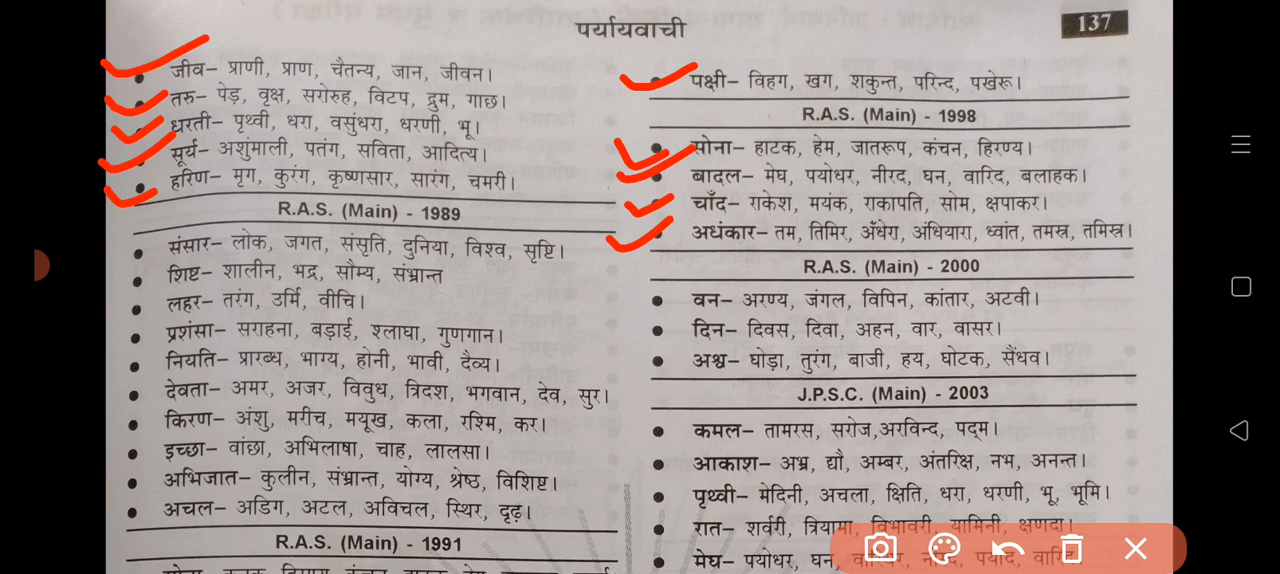 पर्यायवाची
137
जीव– प्राणी, प्राण, चैतन्य, जान, जीवन।
तरु– पेड़, वृक्ष, सगेरुह, विटप, द्रुम, गाछ।
धरती– पृथ्वी, धरा, वसुंधरा, धरणी, भू।
सूर्य– अशुंमाली, पतंग, सविता, आदित्य।
हरिण– मृग, कुरंग, कृष्णसार, सारंग, चमरी।
R.A.S. (Main) - 1989
संसार– लोक, जगत, संसृति, दुनिया, विश्व, सृष्टि।
शिष्ट– शालीन, भद्र, सौम्य, संभ्रान्त
लहर– तरंग, उर्मि, वीचि।
प्रशंसा– सराहना, बड़ाई, श्लाघा, गुणगान।
नियति– प्रारब्ध, भाग्य, होनी, भावी, दैव्य।
देवता– अमर, अजर, विवुध, त्रिदश, भगवान, देव, सुर।
किरण– अंशु, मरीच, मयूख, कला, रश्मि, कर।
इच्छा– वांछा, अभिलाषा, चाह, लालसा।
अभिजात– कुलीन, संभ्रान्त, योग्य, श्रेष्ठ, विशिष्ट।
अचल– अडिग, अटल, अविचल, स्थिर, दृढ़।
R.A.S. (Main) - 1991
पक्षी– विहग, खग, शकुन्त, परिन्द, पखेरू।
R.A.S. (Main) - 1998
सोना– हाटक, हेम, जातरूप, कंचन, हिरण्य।
बादल– मेघ, पयोधर, नीरद, घन, वारिद, बलाहक।
चाँद– राकेश, मयंक, राकापति, सोम, क्षपाकर।
अधंकार– तम, तिमिर, अँधेरा, अंधियारा, ध्वांत, तमस्र, तमिस्र।
R.A.S. (Main) - 2000
वन– अरण्य, जंगल, विपिन, कांतार, अटवी।
दिन– दिवस, दिवा, अहन, वार, वासर।
अश्व– घोड़ा, तुरंग, बाजी, हय, घोटक, सैंधव।
J.P.S.C. (Main) - 2003
कमल– तामरस, सरोज,अरविन्द, पदम।
आकाश– अभ्र, द्यौ, अम्बर, अंतरिक्ष, नभ, अनन्त।
पृथ्वी– मेदिनी, अचला, क्षिति, धरा, धरणी, भू, भूमि।
रात– शर्वरी, त्रियामा, विभावरी, यामिनी, क्षणदा।
मेघ– पयोधर, घन,